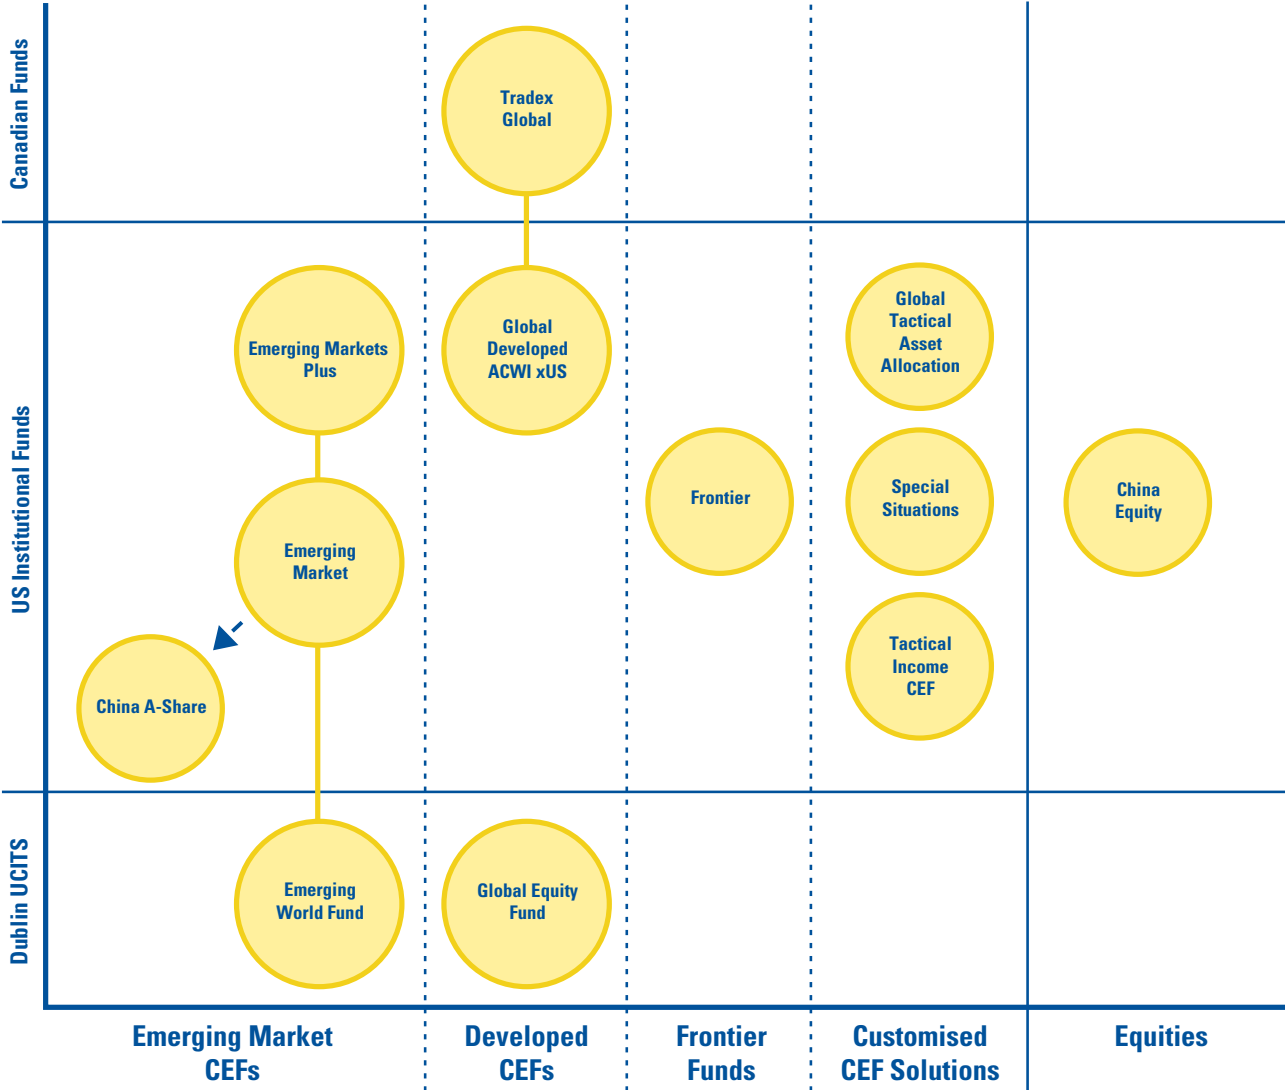 Canadian Funds
Tradex
Global
US Institutional Funds
Emerging Markets
Plus
Global
Developed
ACWI xUS
Global
Tactical
Asset
Allocation
Frontier
Special
Situations
China
Equity
Emerging
Market
Tactical
Income
CEF
China A-Share
Dublin UCITS
Emerging
World Fund
Global Equity
Fund
Emerging Market
CEFs
Developed
CEFs
Frontier
Funds
Customised
CEF Solutions
Equities